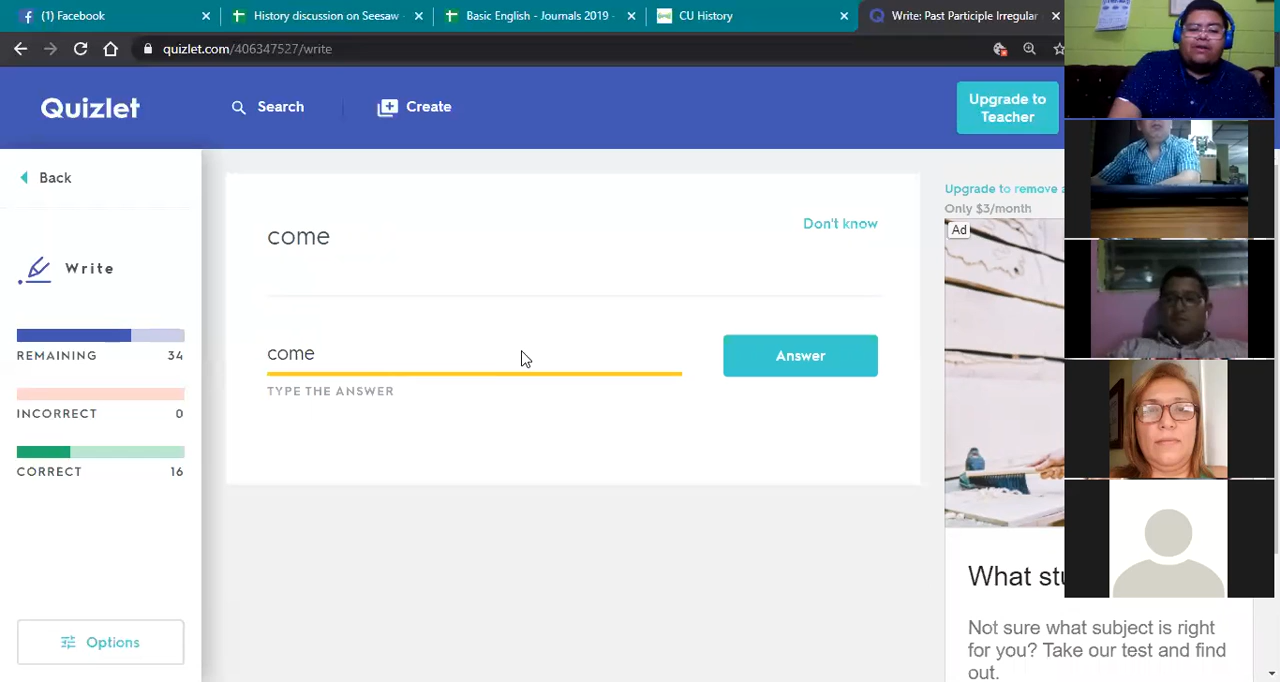 (1) Facebook
History discussion on Seesaw
Basic English - Journals 2019 -
CU History
Write: Past Participle Irregular
quizlet.com/406347527/write
Quizlet
Search
Create
Upgrade to
Teacher
Back
Write
REMAINING 34
INCORRECT 0
CORRECT 16
Options
come
Don't know
come
Answer
TYPE THE ANSWER
Upgrade to remove
Only $3/month
Ad
What stu
Not sure what subject is right
for you? Take our test and find
out.